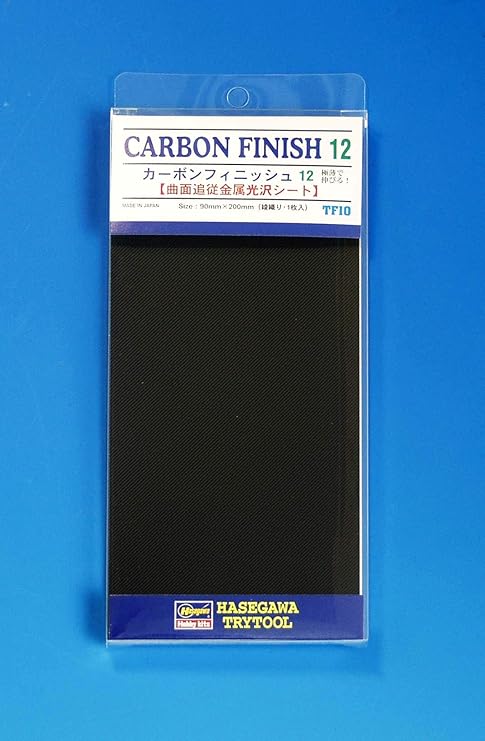 CARBON FINISH 12
カーボンフィニッシュ 12
極薄で
伸びる!
【曲面追従金属光沢シート】
MADE IN JAPAN
Size:90mm×200mm(綾織り・1枚入)
TF10
Hasegawa
Hobby kits
HASEGAWA
TRYTOOL